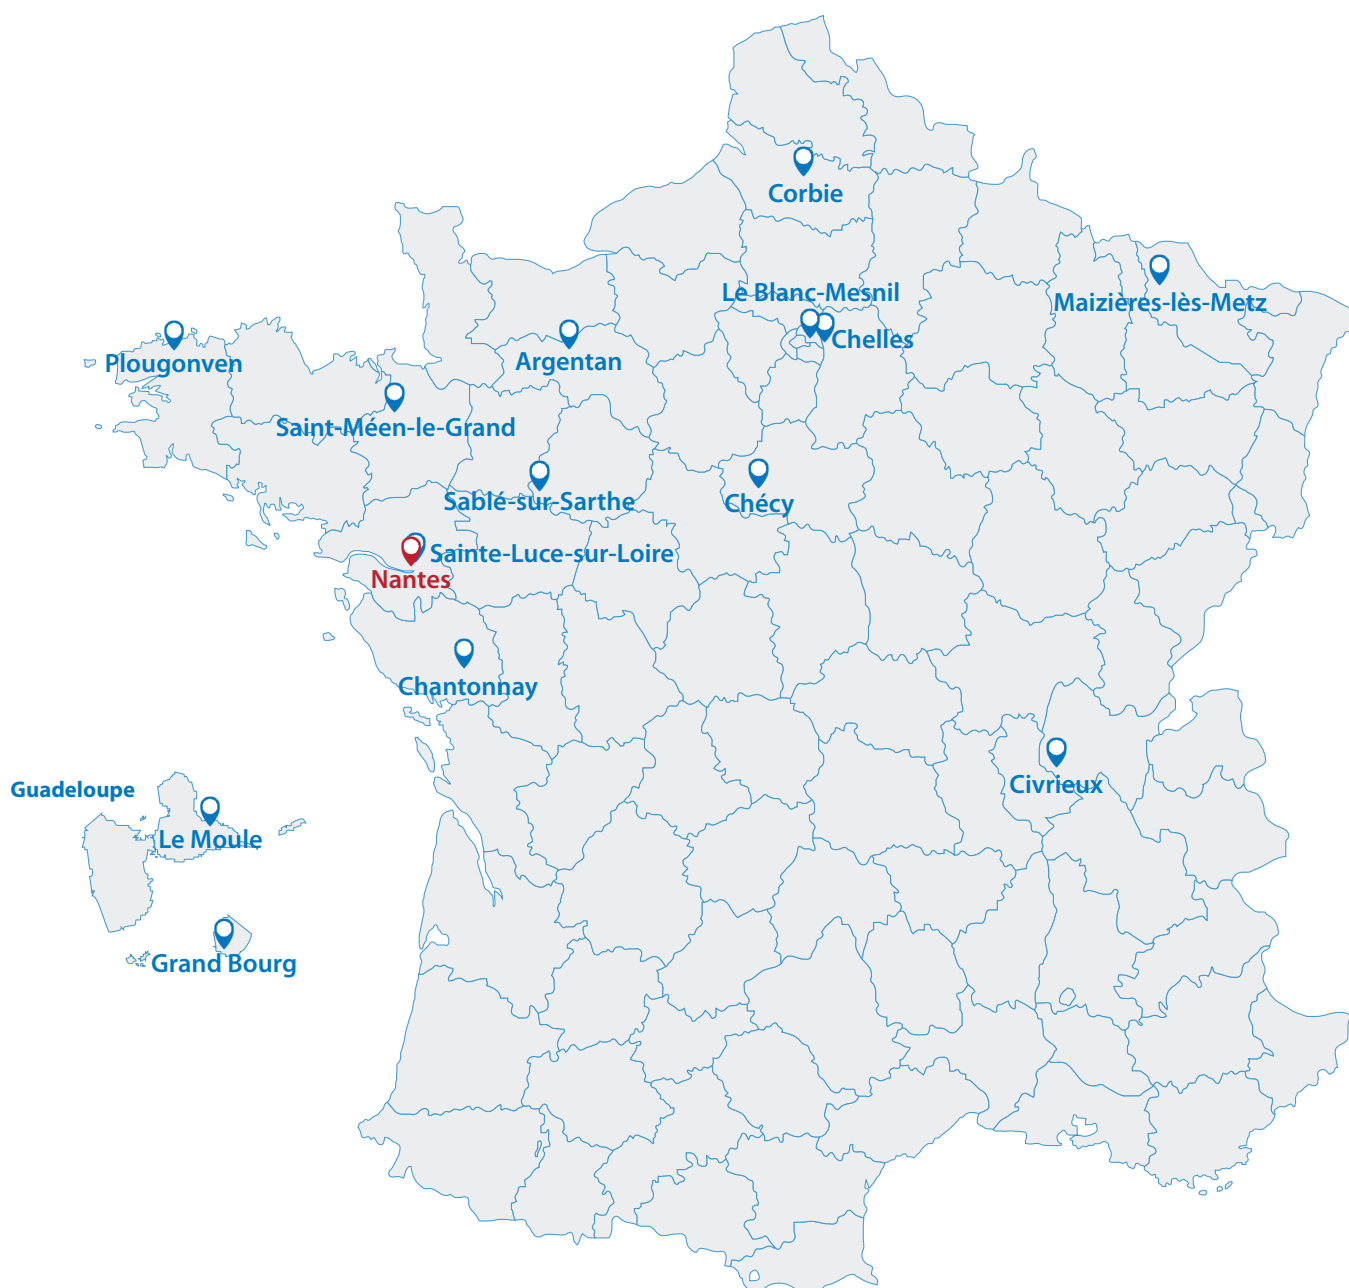 Corbie
Le Blanc-Mesnil
Maizières-lès-Metz
Chelles
Plougonven
Argentan
Saint-Méen-le-Grand
Sablé-sur-Sarthe
Chécy
Sainte-Luce-sur-Loire
Nantes
Chantonnay
Civrieux
Guadeloupe
Le Moule
Grand Bourg